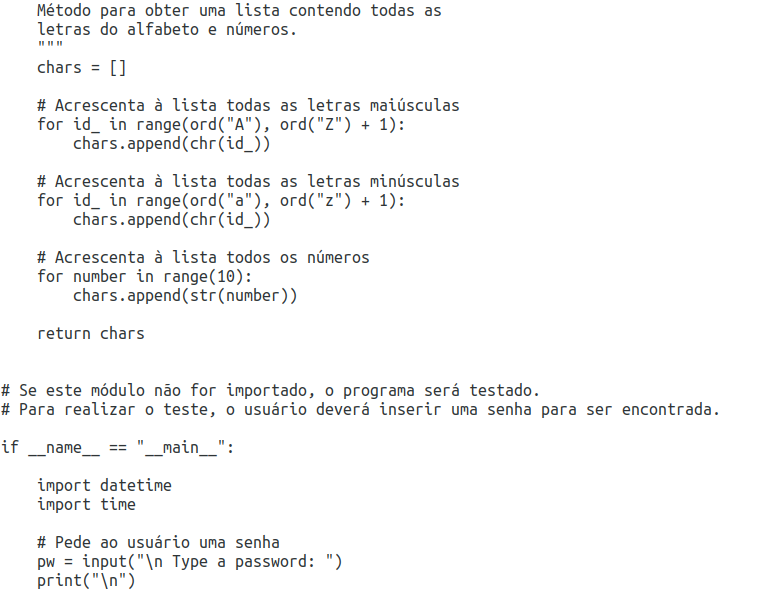 Método para obter uma lista contendo todas as
    letras do alfabeto e números.
    """
    chars = []

    # Acrescenta à lista todas as letras maiúsculas
    for id_ in range(ord("A"), ord("Z") + 1):
        chars.append(chr(id_))

    # Acrescenta à lista todas as letras minúsculas
    for id_ in range(ord("a"), ord("z") + 1):
        chars.append(chr(id_))

    # Acrescenta à lista todos os números
    for number in range(10):
        chars.append(str(number))

    return chars


# Se este módulo não for importado, o programa será testado.
# Para realizar o teste, o usuário deverá inserir uma senha para ser encontrada.

if __name__ == "__main__":

    import datetime
    import time

    # Pede ao usuário uma senha
    pw = input("\n Type a password: ")
    print("\n")